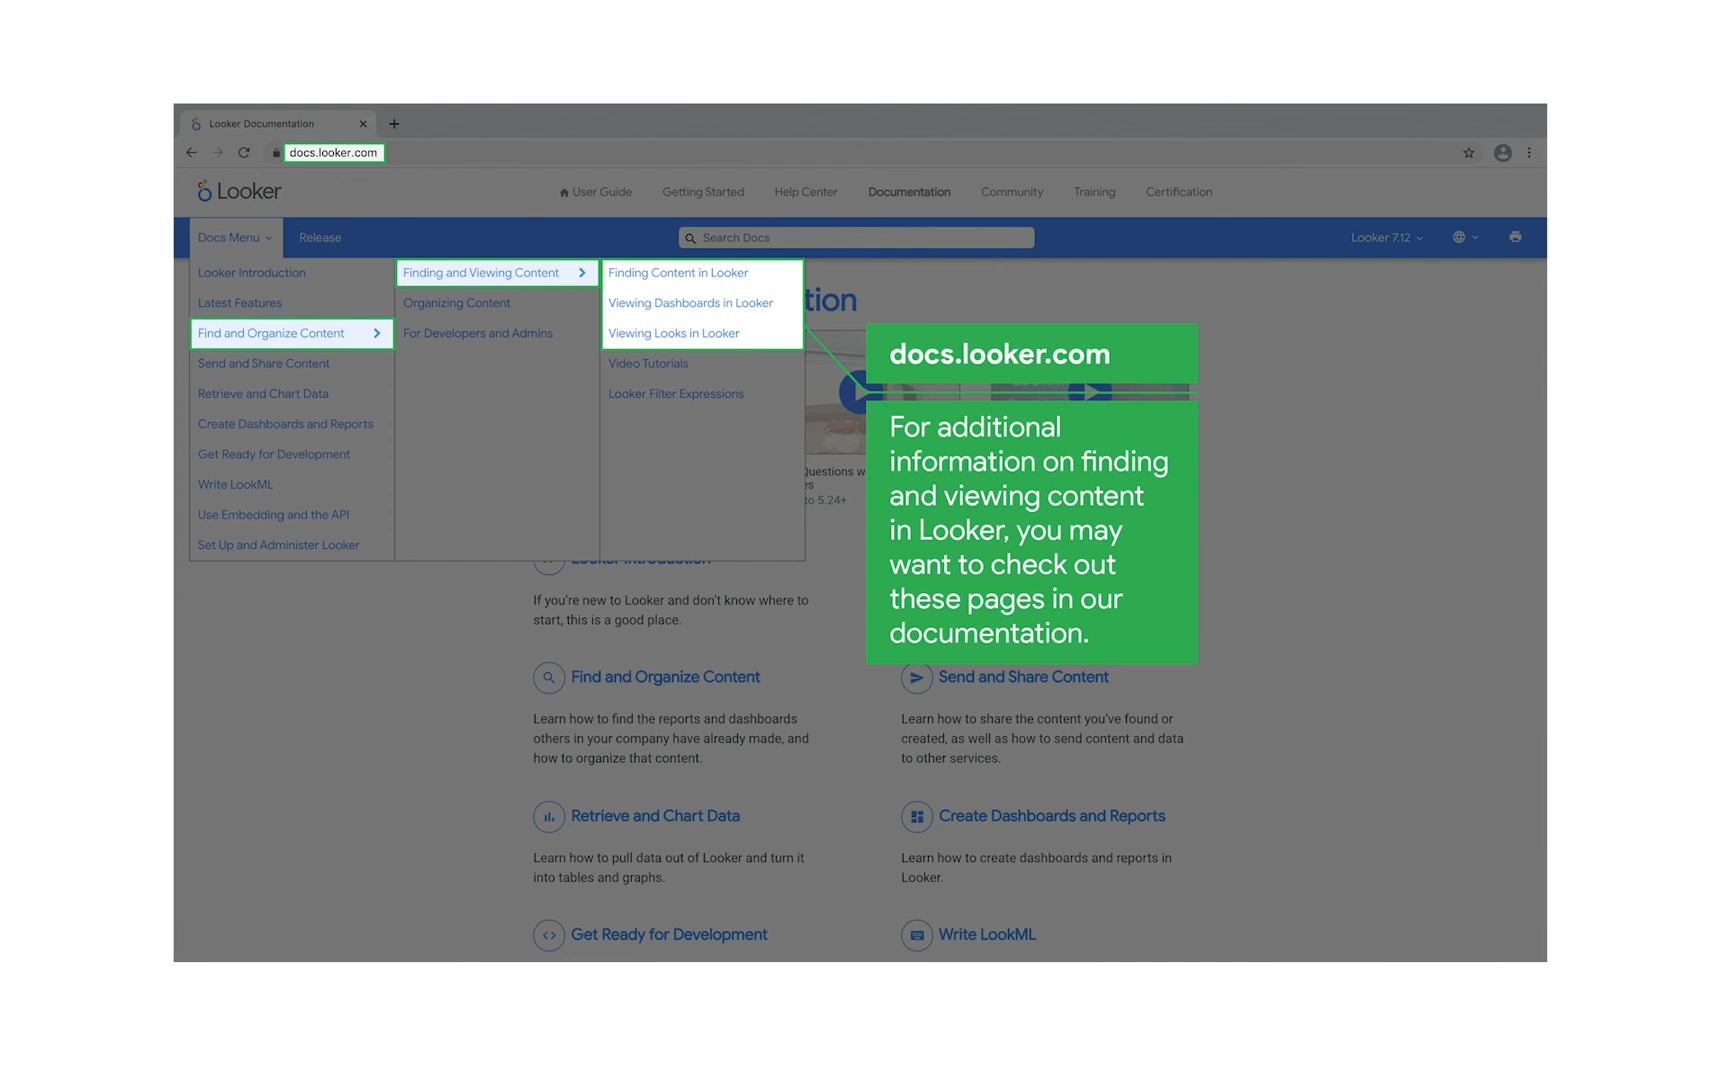 Looker Documentation
docs.looker.com
Looker
User Guide
Getting Started
Help Center
Documentation
Community
Training
Certification
Docs Menu
Release
Search Docs
Looker 7.12
Looker Introduction
Latest Features
Find and Organize Content
Send and Share Content
Retrieve and Chart Data
Create Dashboards and Reports
Get Ready for Development
Write LookML
Use Embedding and the API
Set Up and Administer Looker
Finding and Viewing Content
Organizing Content
For Developers and Admins
Finding Content in Looker
Viewing Dashboards in Looker
Viewing Looks in Looker
Video Tutorials
Looker Filter Expressions
tion
docs.looker.com
For additional
information on finding
and viewing content
in Looker, you may
want to check out
these pages in our
documentation.
Questions w
es
to 5.24+
Looker Introduction
If you're new to Looker and don't know where to
start, this is a good place.
Find and Organize Content
Learn how to find the reports and dashboards
others in your company have already made, and
how to organize that content.
Send and Share Content
Learn how to share the content you've found or
created, as well as how to send content and data
to other services.
Retrieve and Chart Data
Learn how to pull data out of Looker and turn it
into tables and graphs.
Create Dashboards and Reports
Learn how to create dashboards and reports in
Looker.
Get Ready for Development
Write LookML